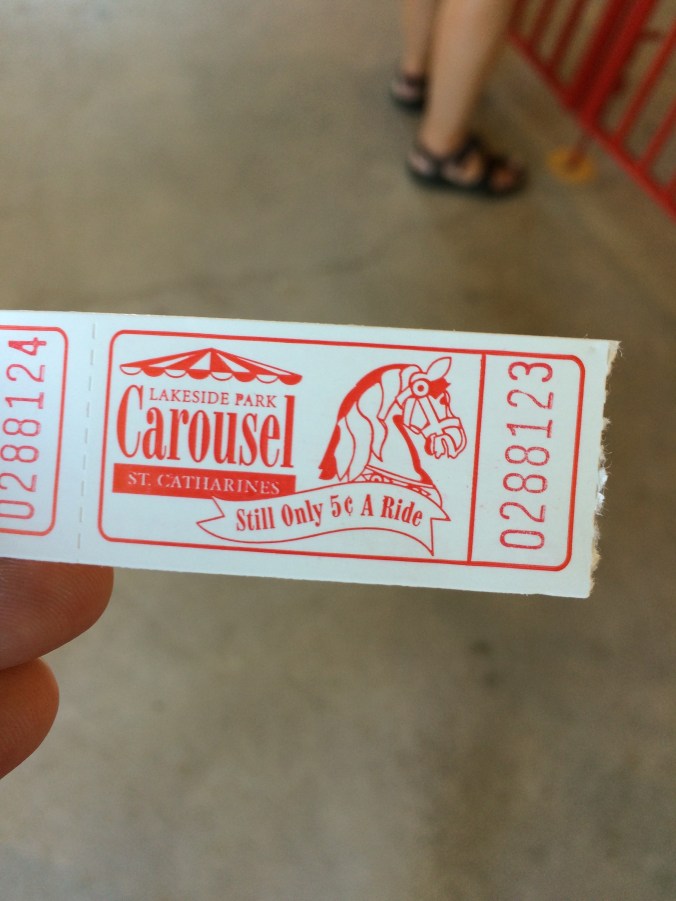 0288124
LAKESIDE PARK
Carousel
ST. CATHARINES
Still Only 5¢ A Ride
0288123